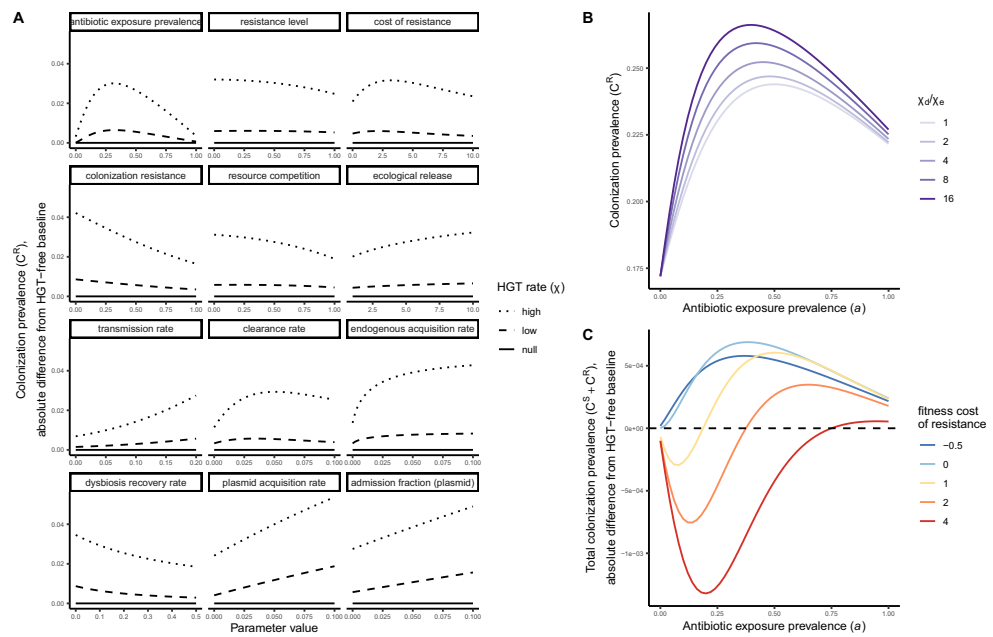 A
antibiotic exposure prevalence
resistance level
cost of resistance
0.04
0.02
0.00
0.00 0.25 0.50 0.75 1.00
0.00 0.25 0.50 0.75 1.00
0.0 2.5 5.0 7.5 10.0
colonization resistance
resource competition
ecological release
0.04
0.02
0.00
0.00 0.25 0.50 0.75 1.00
0.00 0.25 0.50 0.75 1.00
2.5 5.0 7.5 10.0
transmission rate
clearance rate
endogenous acquisition rate
0.04
0.02
0.00
0.00 0.05 0.10 0.15 0.20
0.000 0.025 0.050 0.075 0.100
0.000 0.025 0.050 0.075 0.100
dysbiosis recovery rate
plasmid acquisition rate
admission fraction (plasmid)
0.04
0.02
0.00
0.0 0.1 0.2 0.3 0.4 0.5
0.000 0.025 0.050 0.075 0.100
0.000 0.025 0.050 0.075 0.100
Parameter value
Colonization prevalence (Cᴿ),
absolute difference from HGT-free baseline
HGT rate (χ)
high
low
null
B
Colonization prevalence (Cᴿ)
0.250
0.225
0.200
0.175
0.00 0.25 0.50 0.75 1.00
Antibiotic exposure prevalence (a)
χd/χe
1
2
4
8
16
C
Total colonization prevalence (Cˢ + Cᴿ),
absolute difference from HGT-free baseline
5e-04
0e+00
-5e-04
-1e-03
0.00 0.25 0.50 0.75 1.00
Antibiotic exposure prevalence (a)
fitness cost
of resistance
−0.5
0
1
2
4